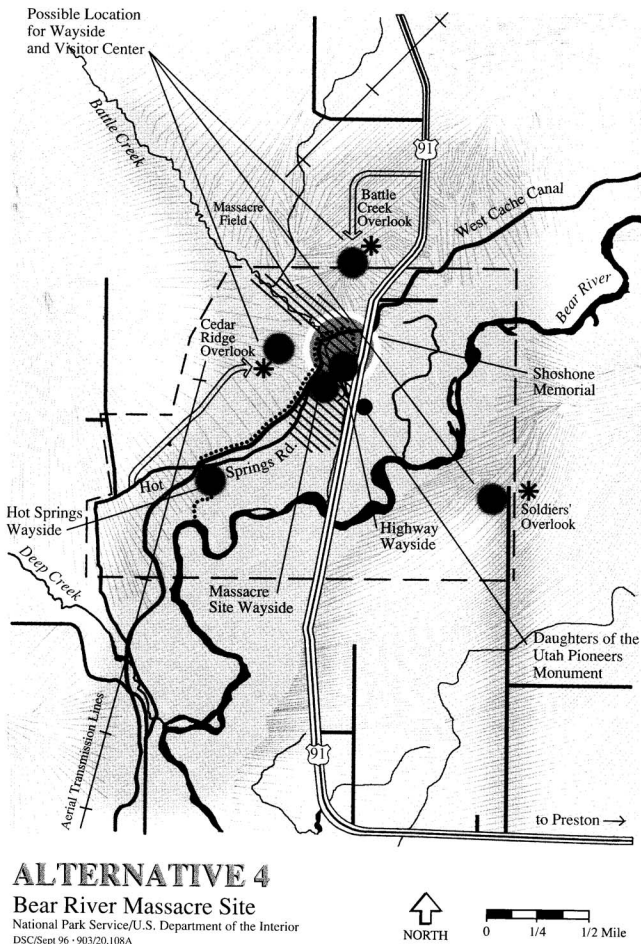 Possible Location
for Wayside
and Visitor Center
Battle Creek
91
Massacre
Field
Battle
Creek
Overlook
West Cache Canal
Bear River
Cedar
Ridge
Overlook
Shoshone
Memorial
Hot Springs Rd.
Hot Springs
Wayside
Soldiers'
Overlook
Highway
Wayside
Deep Creek
Massacre
Site Wayside
Daughters of the
Utah Pioneers
Monument
Aerial Transmission Lines
91
to Preston
ALTERNATIVE 4
Bear River Massacre Site
National Park Service/U.S. Department of the Interior
DSC/Sept 96 · 903/20,108A
NORTH
0 1/4 1/2 Mile